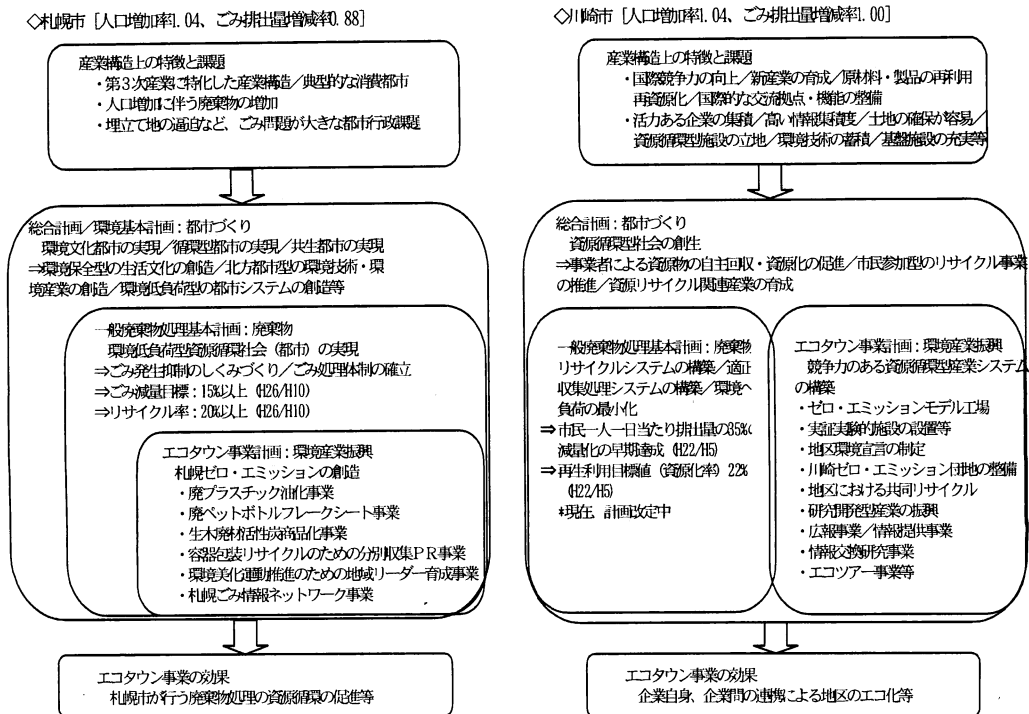 ◇札幌市［人口増加率1.04、ごみ排出量増減率0.88］
産業構造上の特徴と課題
・第3次産業に特化した産業構造／典型的な消費都市
・人口増加に伴う廃棄物の増加
・埋立て地の逼迫など、ごみ問題が大きな都市行政課題
総合計画／環境基本計画：都市づくり
環境文化都市の実現／循環型都市の実現／共生都市の実現
⇒環境保全型の生活文化の創造／北方都市型の環境技術・環
境産業の創造／環境低負荷型の都市システムの創造等
一般廃棄物処理基本計画：廃棄物
環境低負荷型資源循環社会（都市）の実現
⇒ごみ発生抑制のしくみづくり／ごみ処理体制の確立
⇒ごみ減量目標：15%以上（H26/H10）
⇒リサイクル率：20%以上（H26/H10）
エコタウン事業計画：環境産業振興
札幌ゼロ・エミッションの創造
・廃プラスチック油化事業
・廃ペットボトルフレークシート事業
・生木廃材活性炭商品化事業
・容器包装リサイクルのための分別収集ＰＲ事業
・環境美化運動推進のための地域リーダー育成事業
・札幌ごみ情報ネットワーク事業
エコタウン事業の効果
札幌市が行う廃棄物処理の資源循環の促進等
◇川崎市［人口増加率1.04、ごみ排出量増減率1.00］
産業構造上の特徴と課題
・国際競争力の向上／新産業の育成／原材料・製品の再利用
再資源化／国際的な交流拠点・機能の整備
・活力ある企業の集積／高い情報集積度／土地の確保が容易／
資源循環型施設の立地／環境技術の蓄積／基盤施設の充実等
総合計画：都市づくり
資源循環型社会の創生
⇒事業者による資源物の自主回収・資源化の促進／市民参加型のリサイクル事業
の推進／資源リサイクル関連産業の育成
一般廃棄物処理基本計画：廃棄物
リサイクルシステムの構築／適正
収集処理システムの構築／環境へ
負荷の最小化
⇒市民一人一日当たり排出量の35%
減量化の早期達成（H22/H5）
⇒再生利用目標値（資源化率）22%
（H22/H5）
*現在、計画改定中
エコタウン事業計画：環境産業振興
競争力のある資源循環型産業システム
の構築
・ゼロ・エミッションモデル工場
・実証実験的施設の設置等
・地区環境宣言の制定
・川崎ゼロ・エミッション団地の整備
・地区における共同リサイクル
・研究開発型産業の振興
・広報事業／情報提供事業
・情報交換研究事業
・エコツアー事業等
エコタウン事業の効果
企業自身、企業間の連携による地区のエコ化等